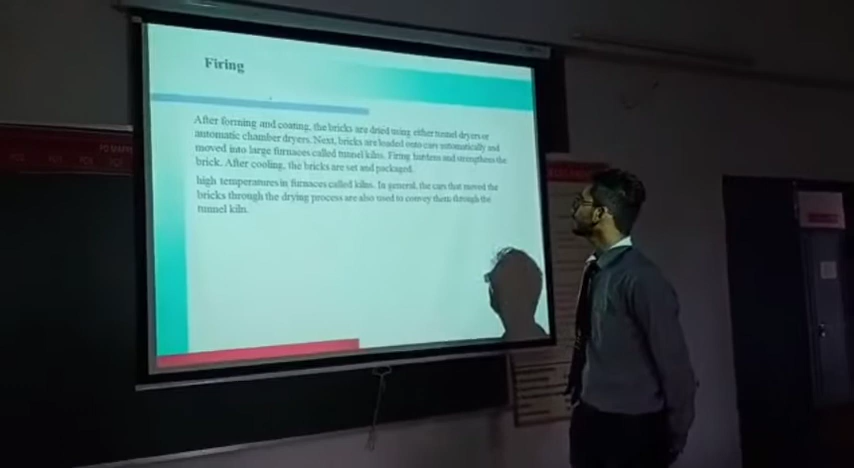 Firing
After forming and coating, the bricks are dried using either tunnel dryers or
automatic chamber dryers. Next, bricks are loaded onto cars automatically and
moved into large furnaces called tunnel kilns. Firing hardens and strengthens the
brick. After cooling, the bricks are set and packaged.
high temperatures in furnaces called kilns. In general, the cars that moved the
bricks through the drying process are also used to convey them through the
tunnel kiln.